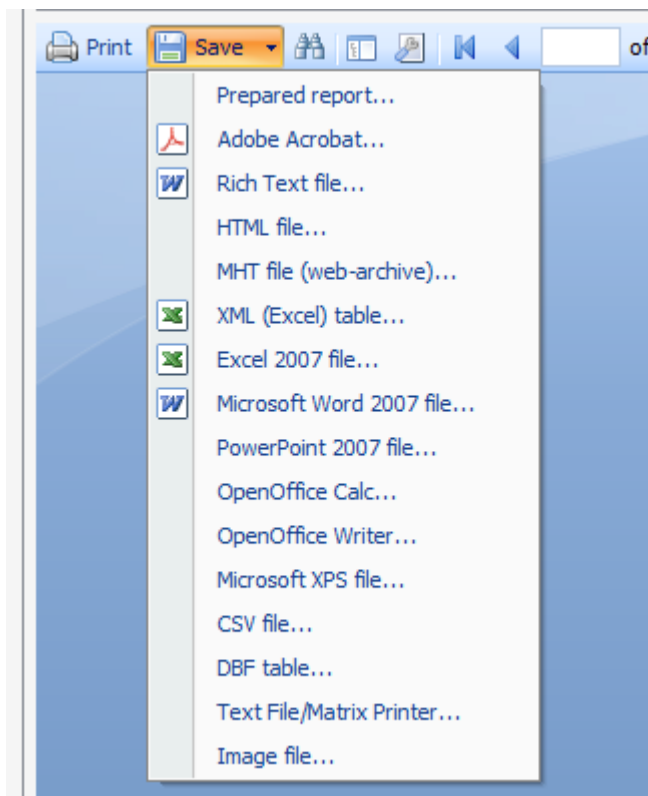 Print Save of
Prepared report...
Adobe Acrobat...
Rich Text file...
HTML file...
MHT file (web-archive)...
XML (Excel) table...
Excel 2007 file...
Microsoft Word 2007 file...
PowerPoint 2007 file...
OpenOffice Calc...
OpenOffice Writer...
Microsoft XPS file...
CSV file...
DBF table...
Text File/Matrix Printer...
Image file...